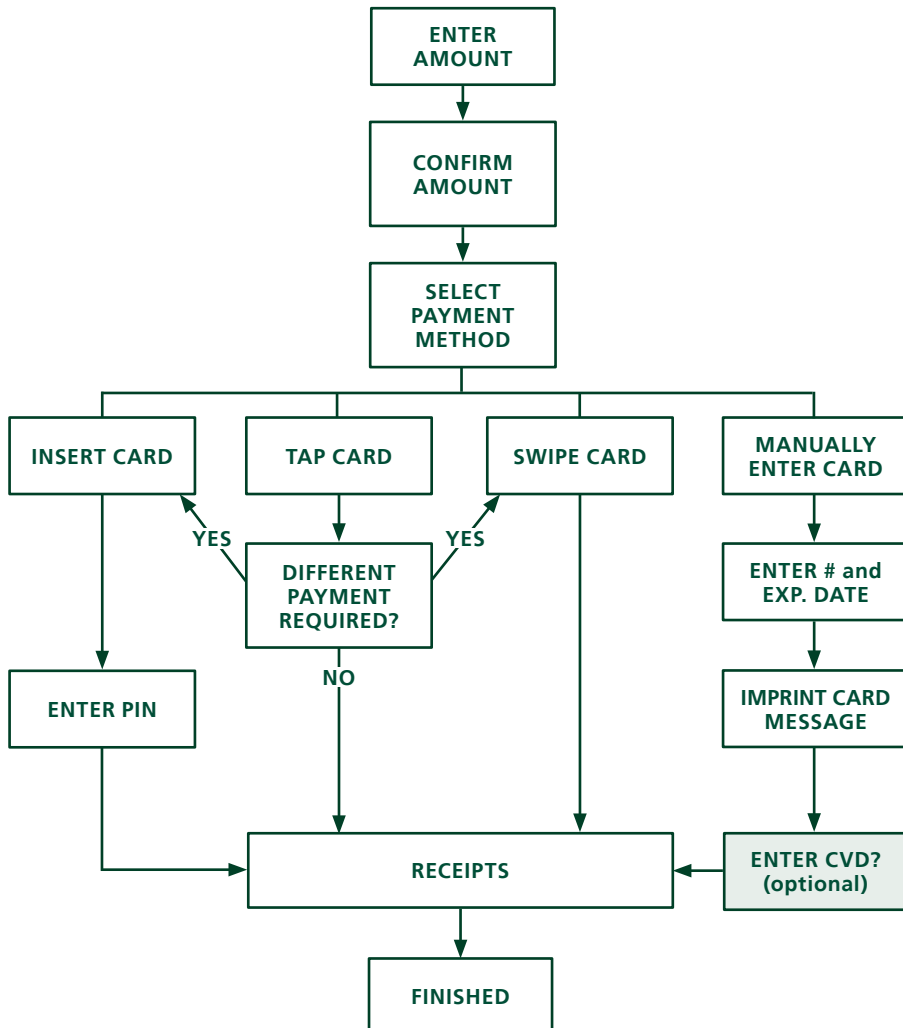 ENTER
AMOUNT
CONFIRM
AMOUNT
SELECT
PAYMENT
METHOD
INSERT CARD
TAP CARD
SWIPE CARD
MANUALLY
ENTER CARD
YES
YES
DIFFERENT
PAYMENT
REQUIRED?
ENTER # and
EXP. DATE
NO
ENTER PIN
IMPRINT CARD
MESSAGE
RECEIPTS
ENTER CVD?
(optional)
FINISHED